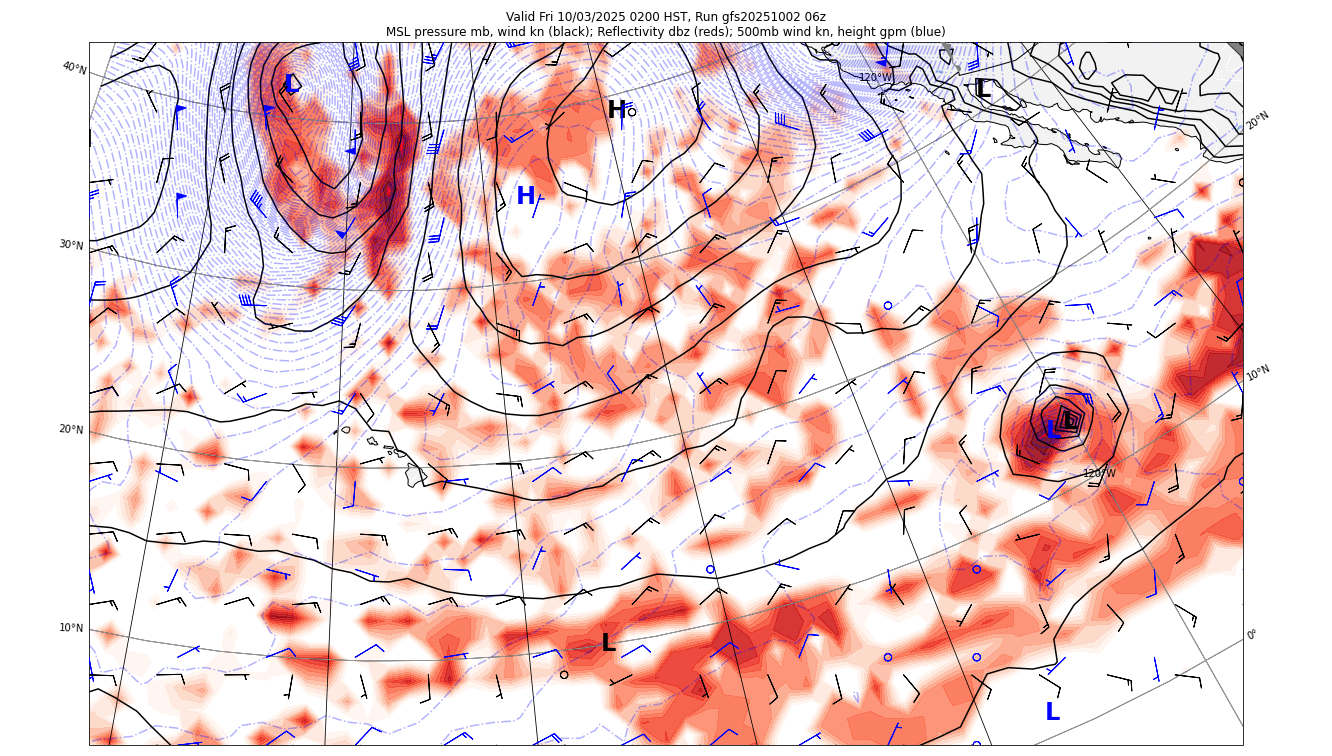 Valid Fri 10/03/2025 0200 HST, Run gfs20251002 06z
MSL pressure mb, wind kn (black); Reflectivity dbz (reds); 500mb wind kn, height gpm (blue)
40°N
120°W
L
L
H
20°N
H
30°N
10°N
20°N
L
L
120°W
10°N
L
0°
L